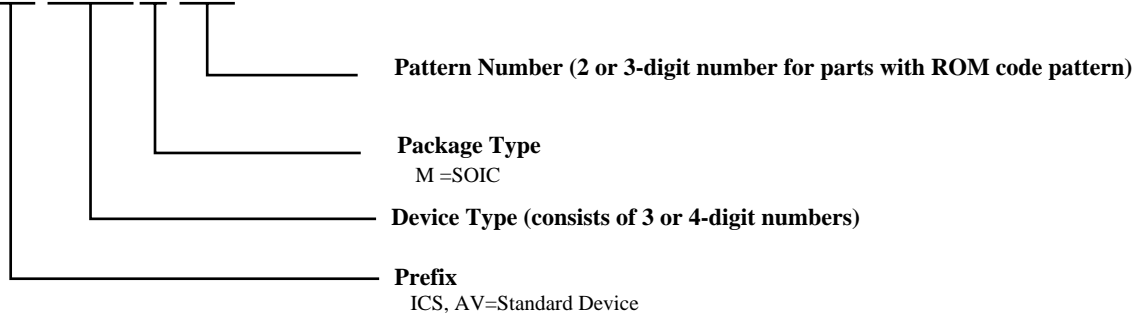 Pattern Number (2 or 3-digit number for parts with ROM code pattern)
Package Type
M =SOIC
Device Type (consists of 3 or 4-digit numbers)
Prefix
ICS, AV=Standard Device